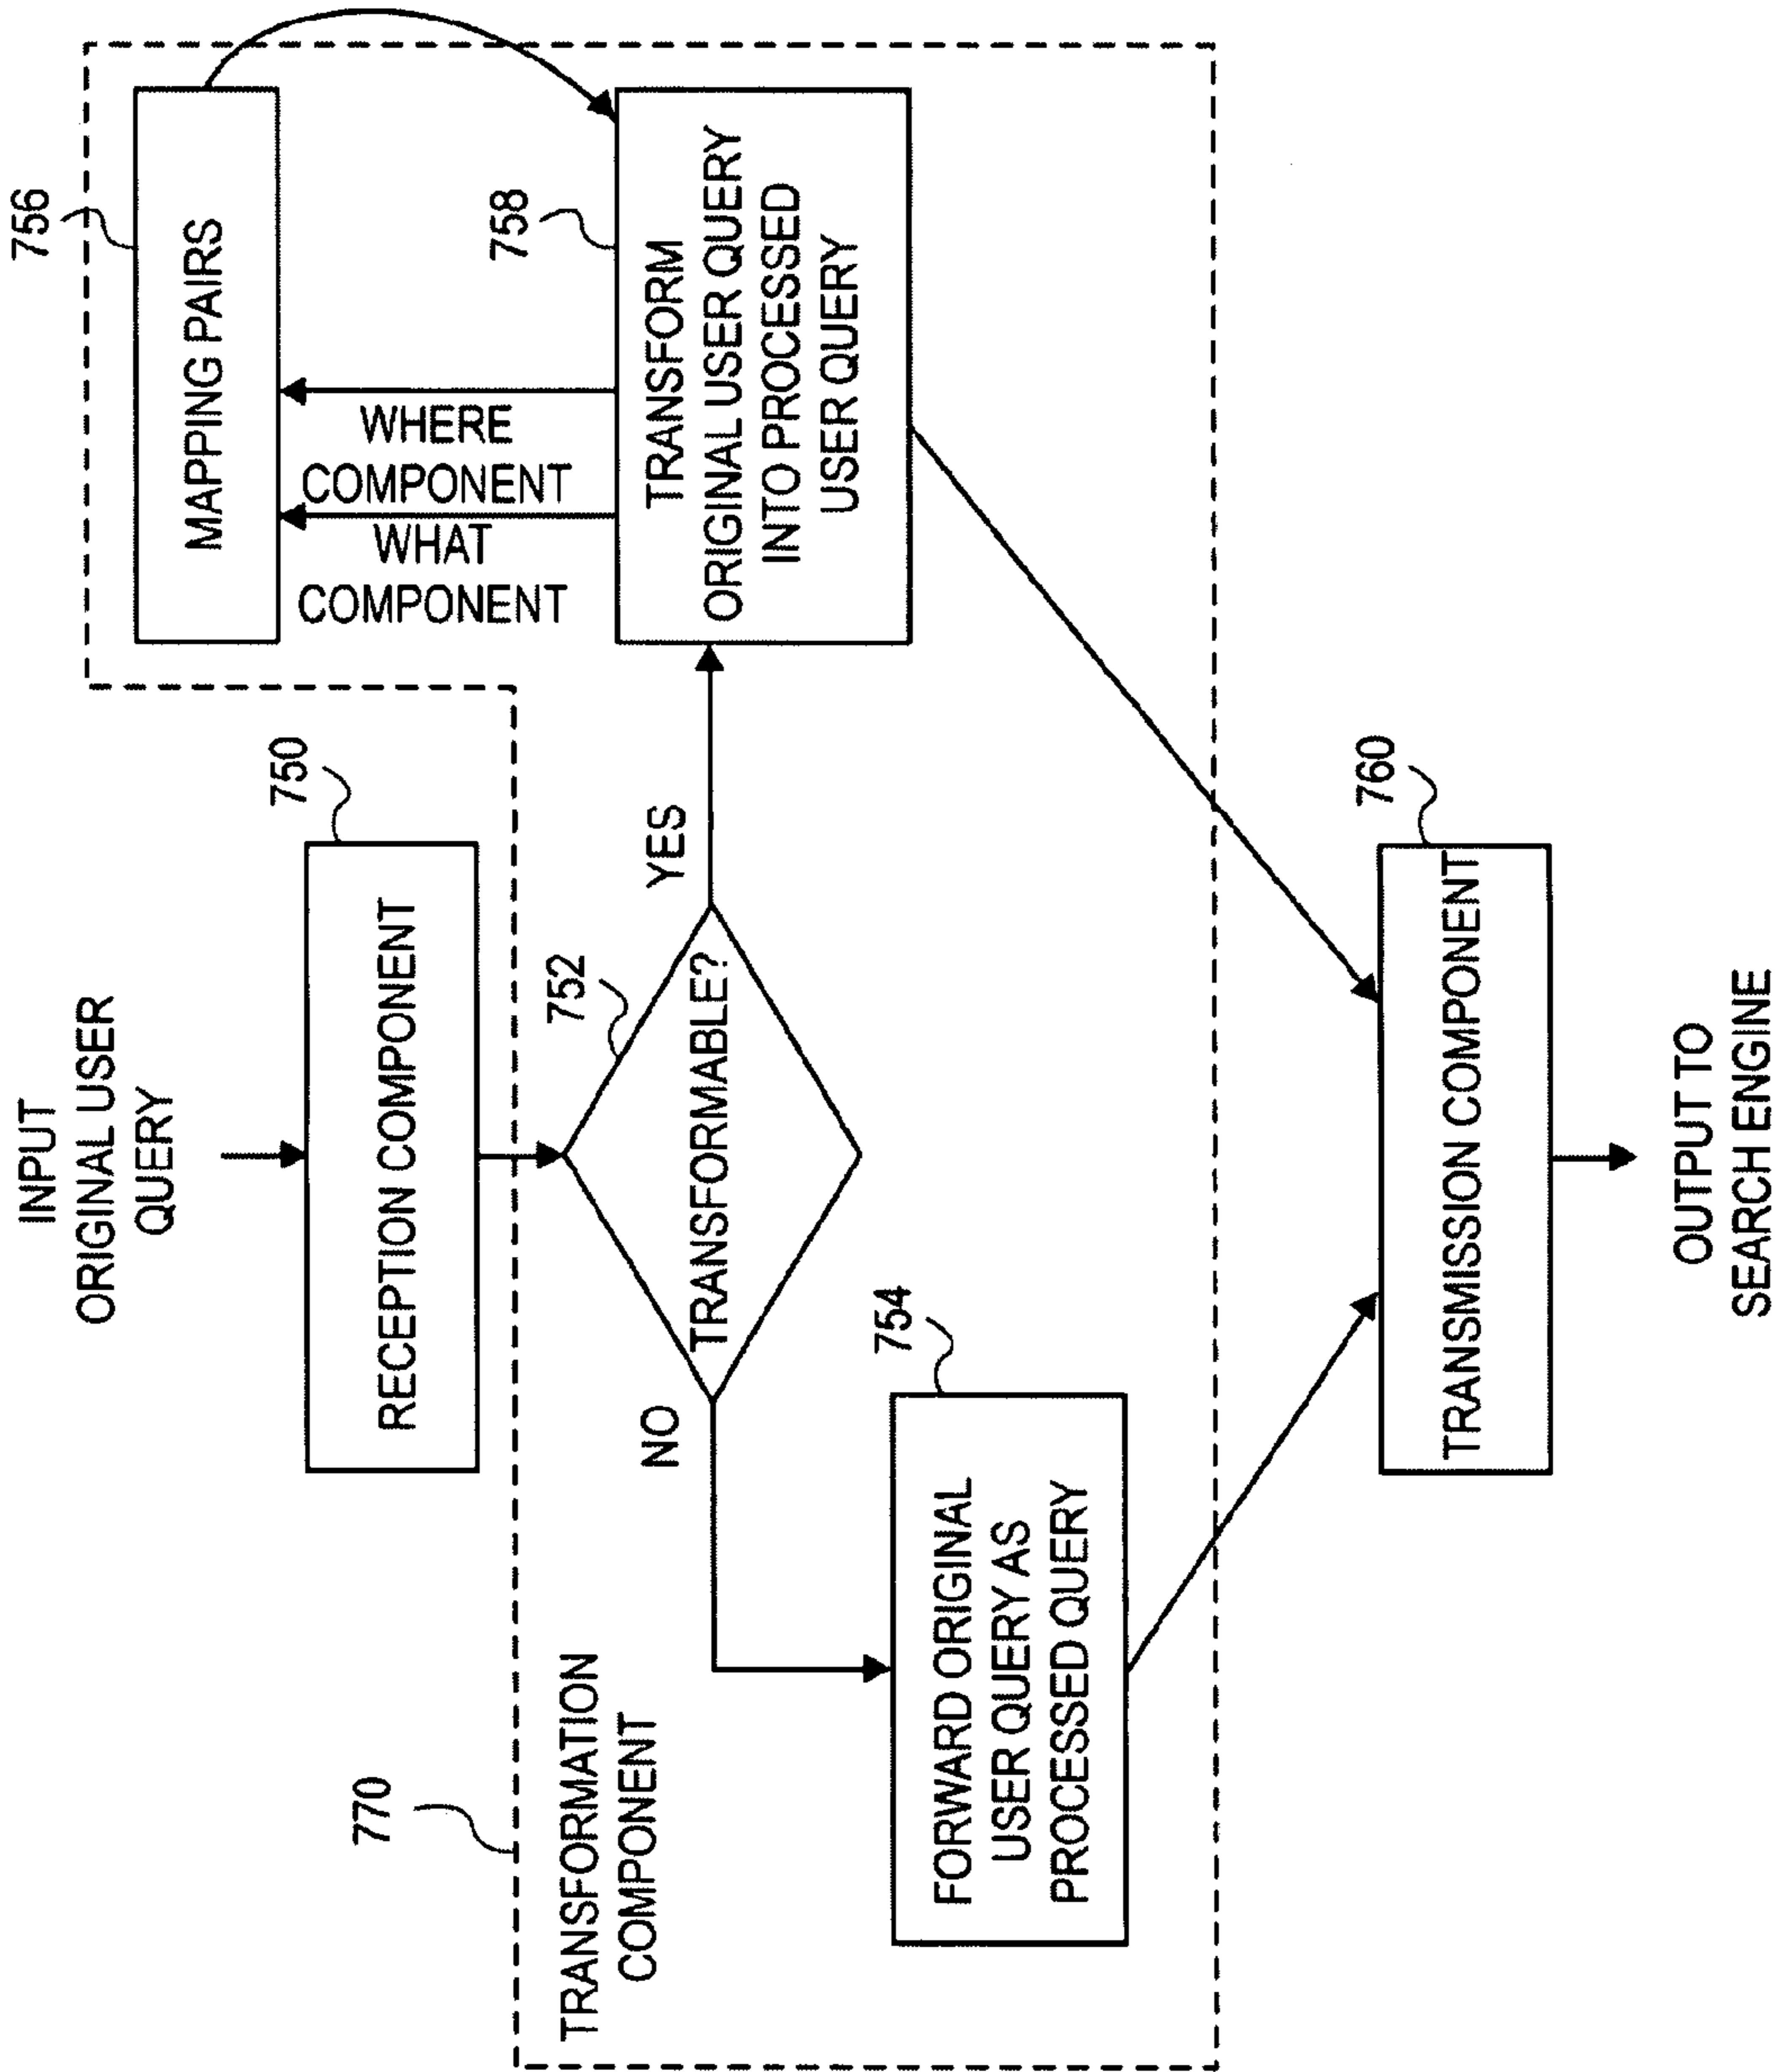 INPUT
ORIGINAL USER
QUERY
750
RECEPTION COMPONENT
770
TRANSFORMATION
COMPONENT
752
TRANSFORMABLE?
NO
YES
754
FORWARD ORIGINAL
USER QUERY AS
PROCESSED QUERY
756
MAPPING PAIRS
WHAT
COMPONENT
WHERE
COMPONENT
758
TRANSFORM
ORIGINAL USER QUERY
INTO PROCESSED
USER QUERY
760
TRANSMISSION COMPONENT
OUTPUT TO
SEARCH ENGINE